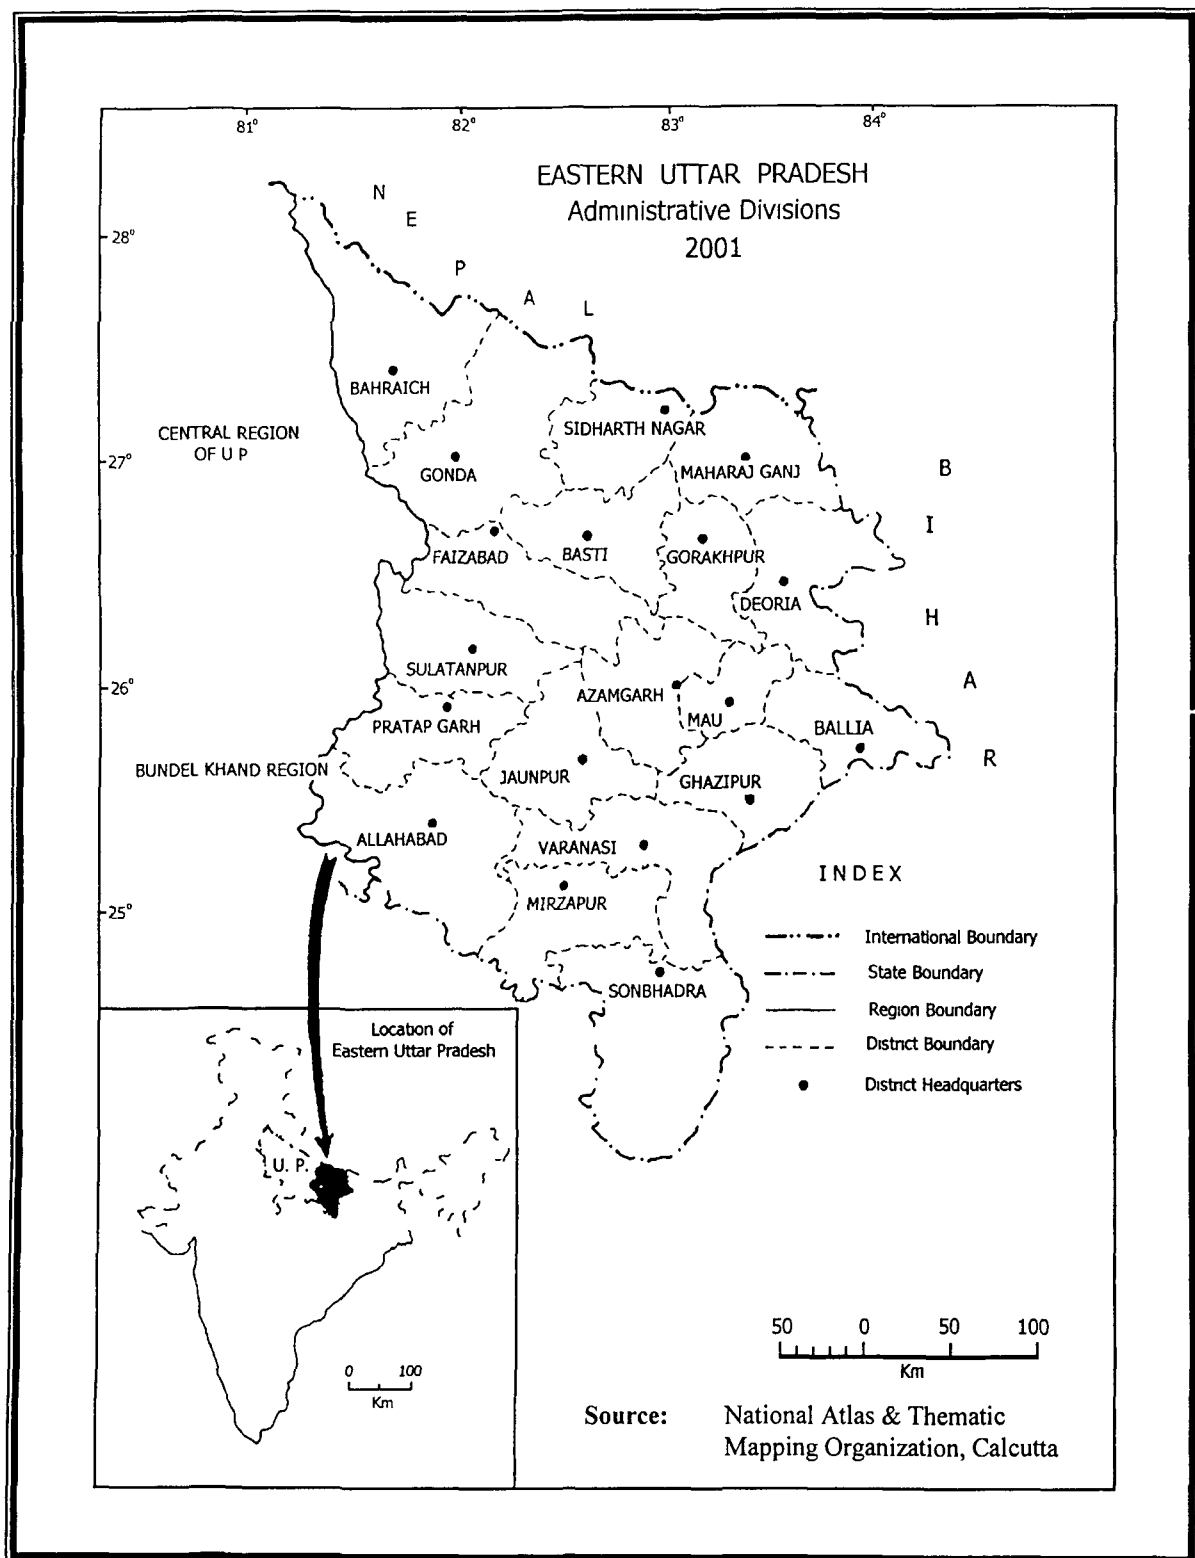 81° 82° 83° 84°
EASTERN UTTAR PRADESH
Administrative Divisions
2001
28°
27°
26°
25°
N
E
P
A
L
BAHRAICH
CENTRAL REGION
OF U P
GONDA
SIDHARTH NAGAR
MAHARAJ GANJ
FAIZABAD
BASTI
GORAKHPUR
DEORIA
B
I
H
A
R
SULATANPUR
AZAMGARH
PRATAP GARH
MAU
BALLIA
BUNDEL KHAND REGION
JAUNPUR
GHAZIPUR
ALLAHABAD
VARANASI
MIRZAPUR
SONBHADRA
INDEX
International Boundary
State Boundary
Region Boundary
District Boundary
District Headquarters
Location of
Eastern Uttar Pradesh
U. P.
0 100
Km
50 0 50 100
Km
Source: National Atlas & Thematic
Mapping Organization, Calcutta